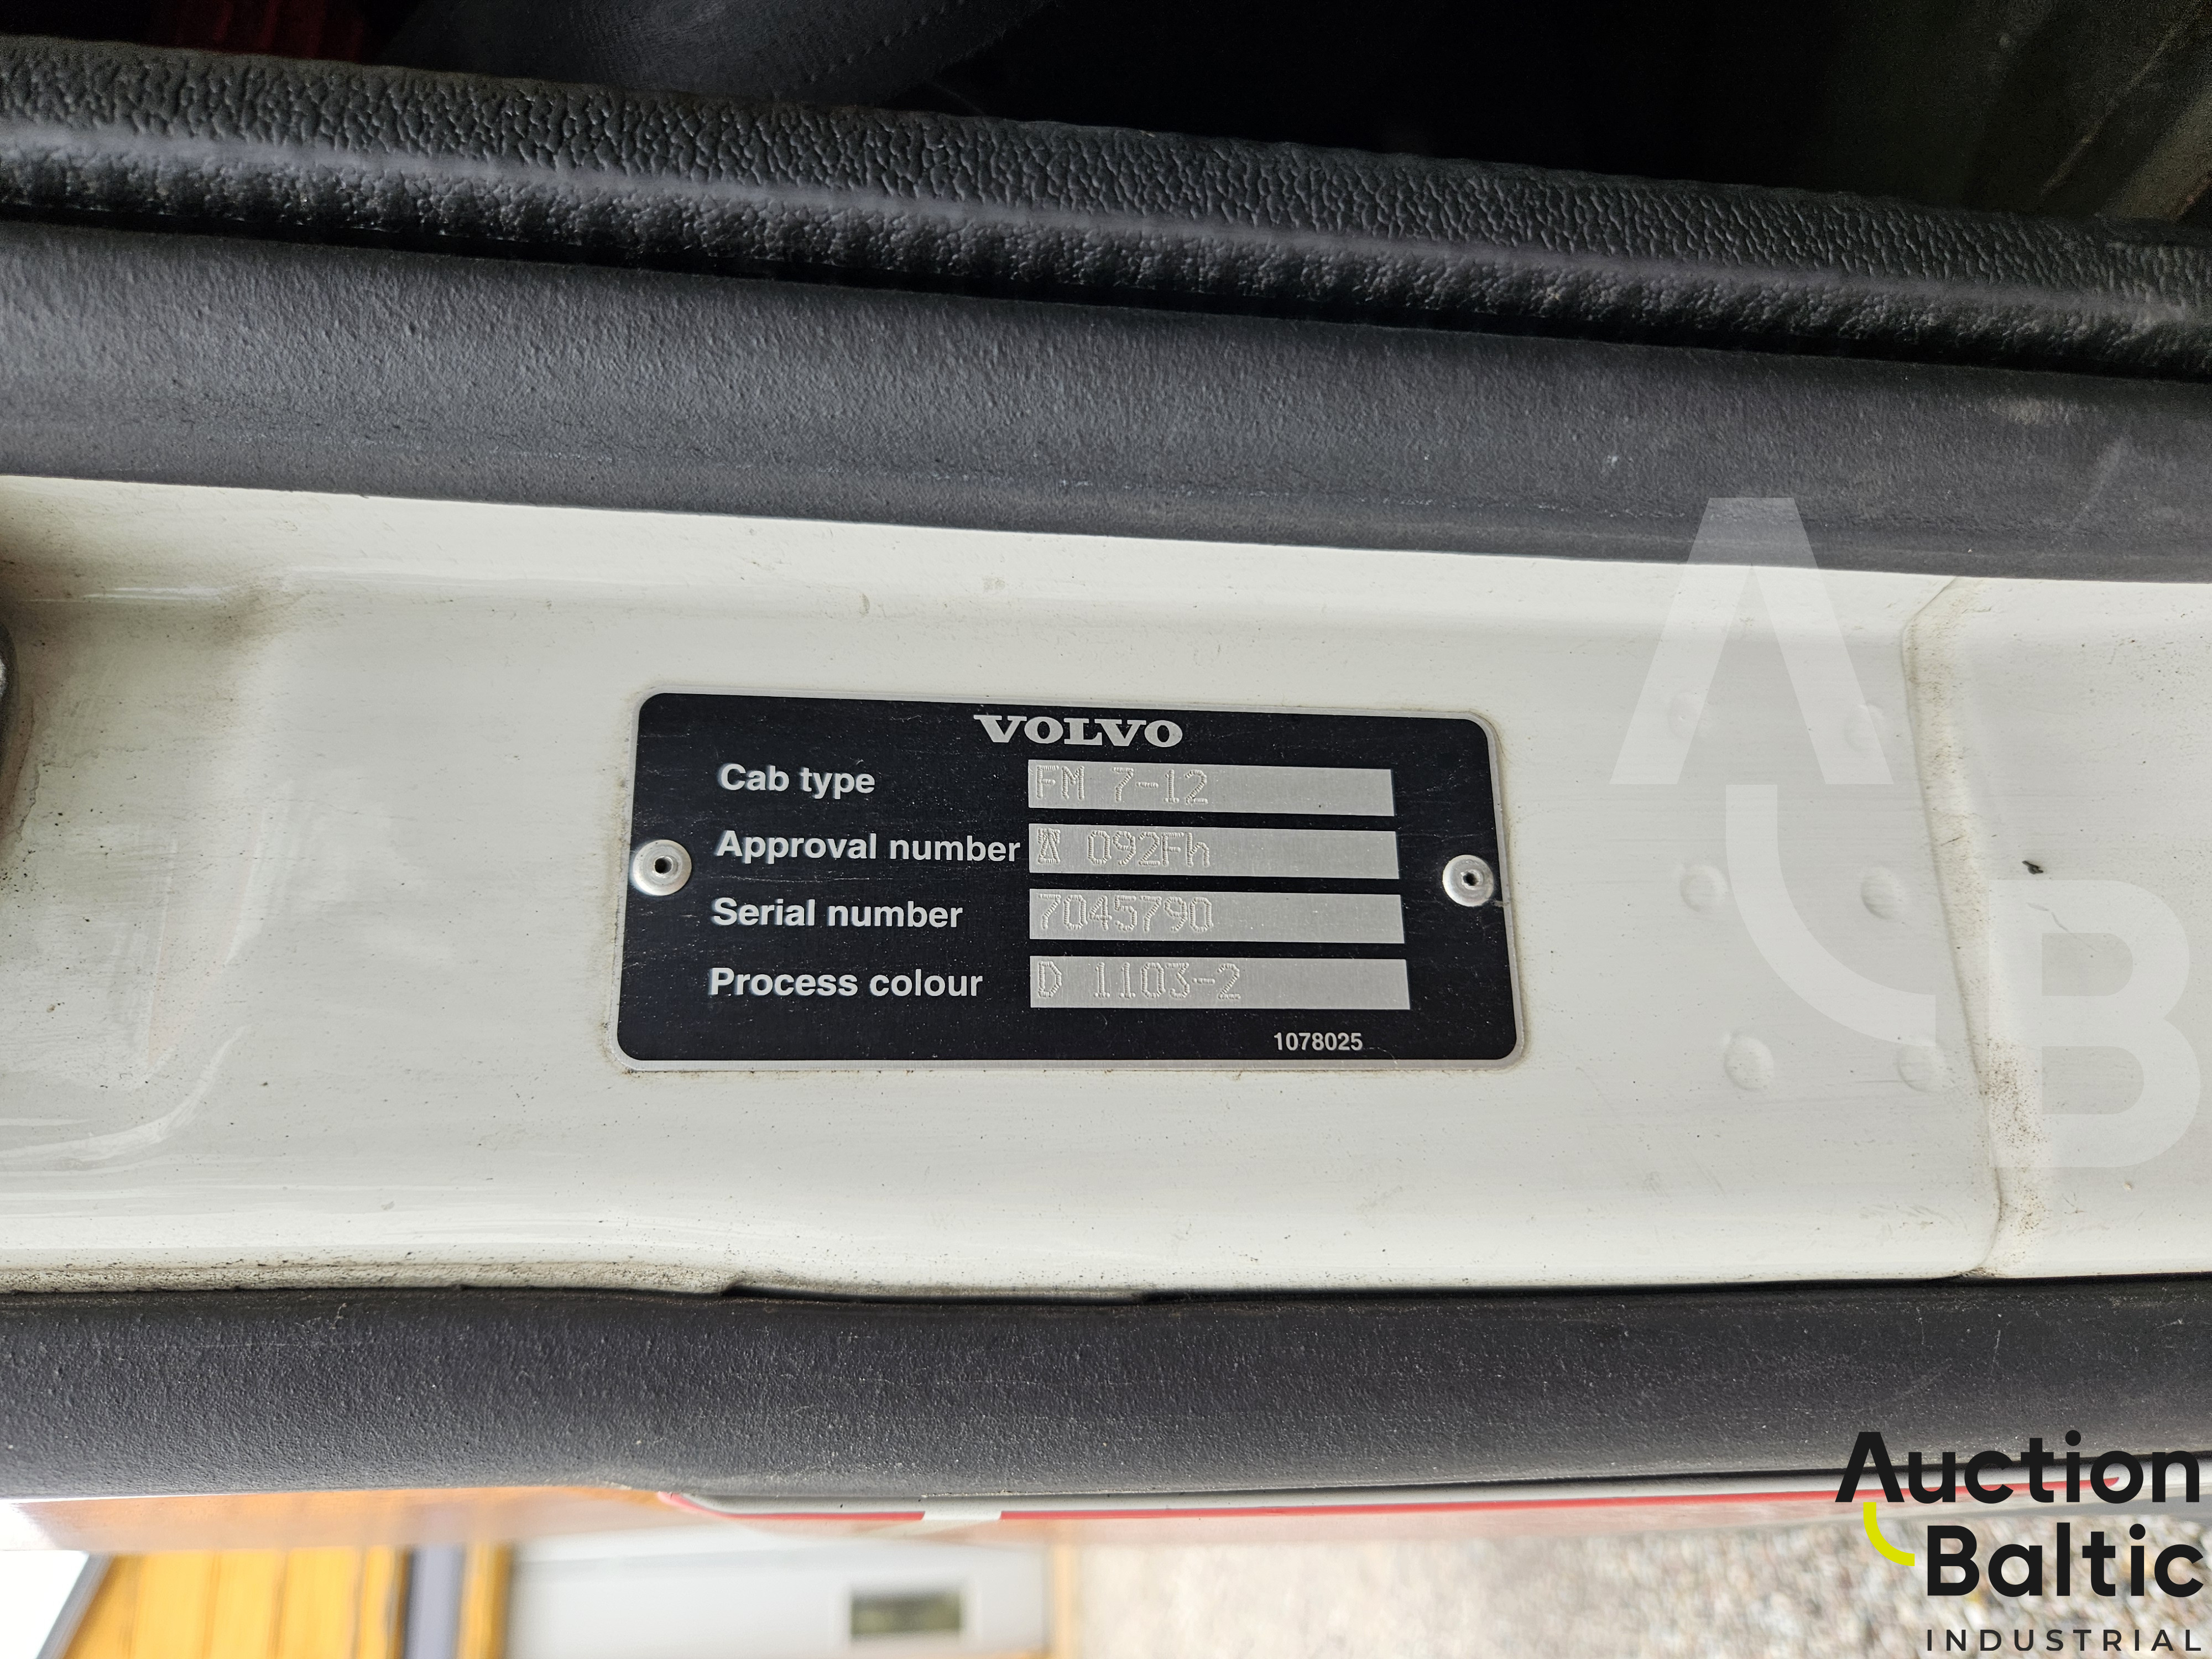 VOLVO
Cab type FM 7-12
Approval number 092Fh
Serial number 7045790
Process colour D 1103-2
1078025
AB
Auction
Baltic
INDUSTRIAL